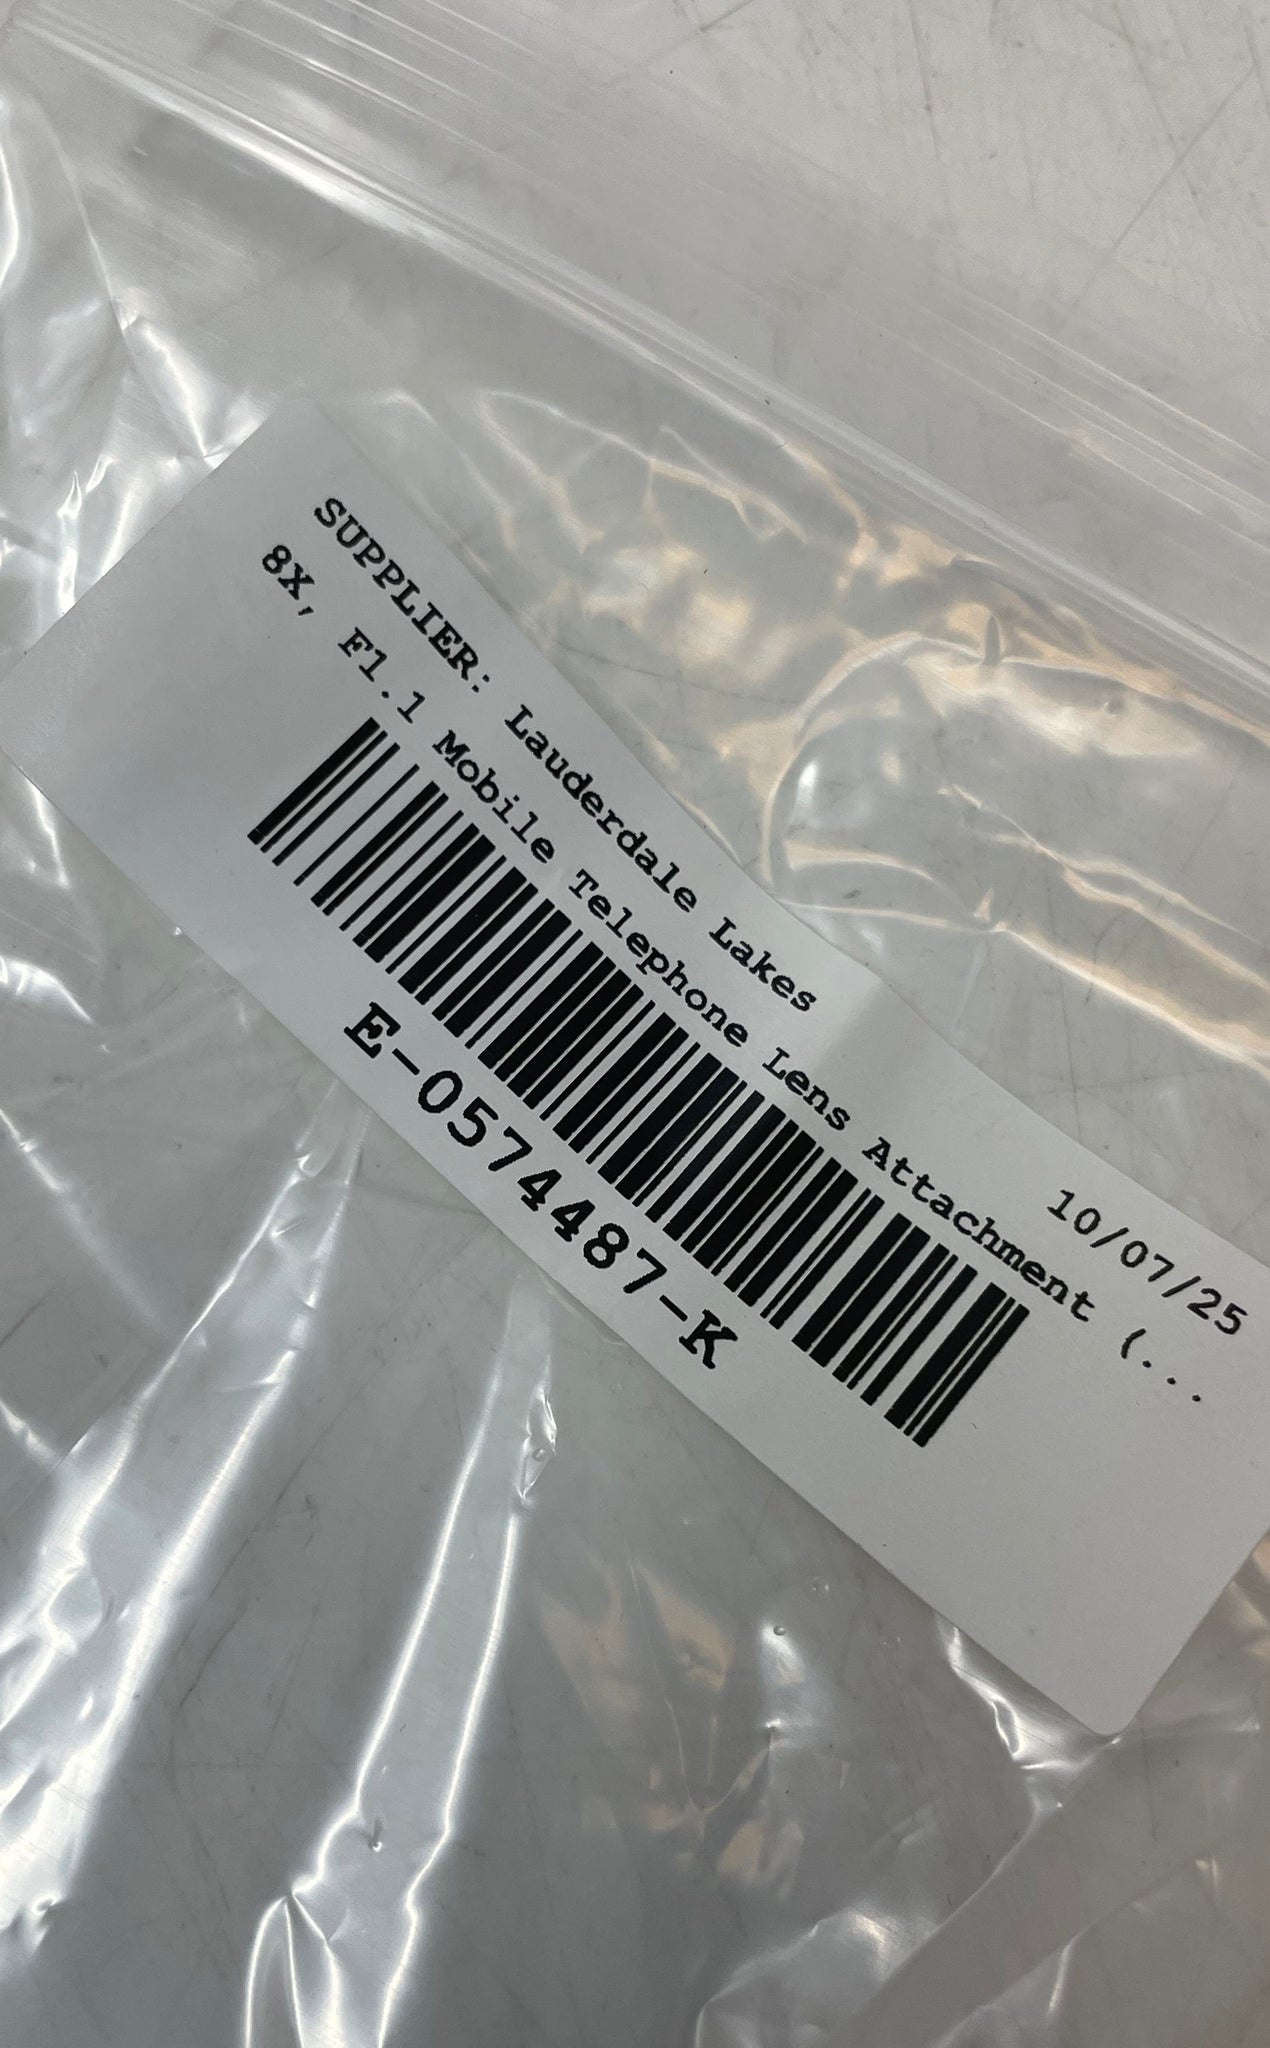 SUPPLIER: Lauderdale Lakes 10/07/25
8X, F1.1 Mobile Telephone Lens Attachment (...
E-0574487-K